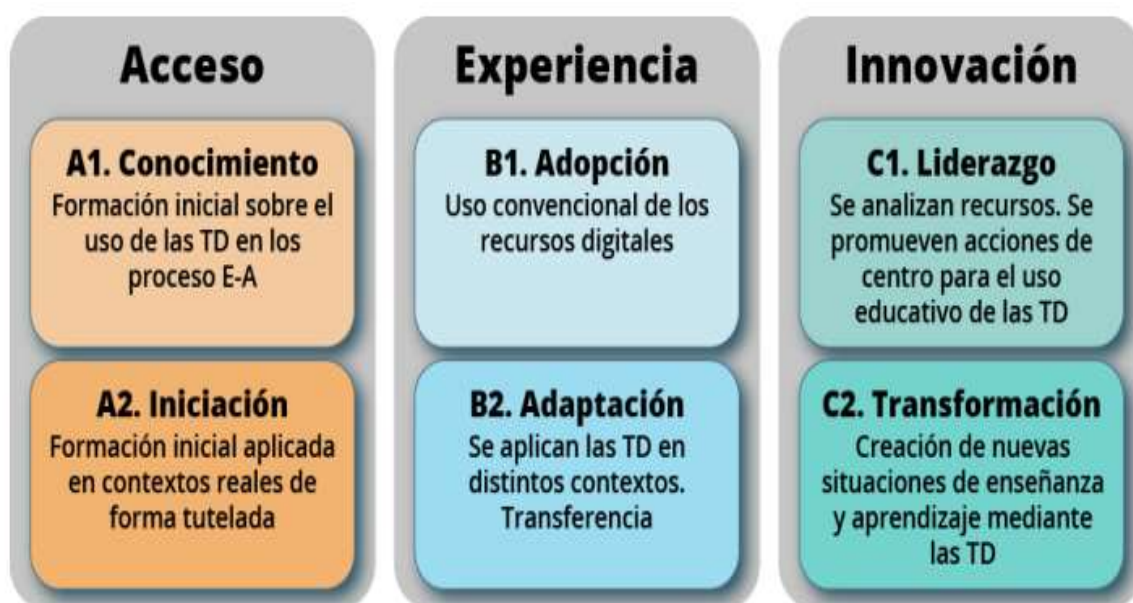 Acceso
A1. Conocimiento
Formación inicial sobre el
uso de las TD en los
proceso E-A
A2. Iniciación
Formación inicial aplicada
en contextos reales de
forma tutelada
Experiencia
B1. Adopción
Uso convencional de los
recursos digitales
B2. Adaptación
Se aplican las TD en
distintos contextos.
Transferencia
Innovación
C1. Liderazgo
Se analizan recursos. Se
promueven acciones de
centro para el uso
educativo de las TD
C2. Transformación
Creación de nuevas
situaciones de enseñanza
y aprendizaje mediante
las TD